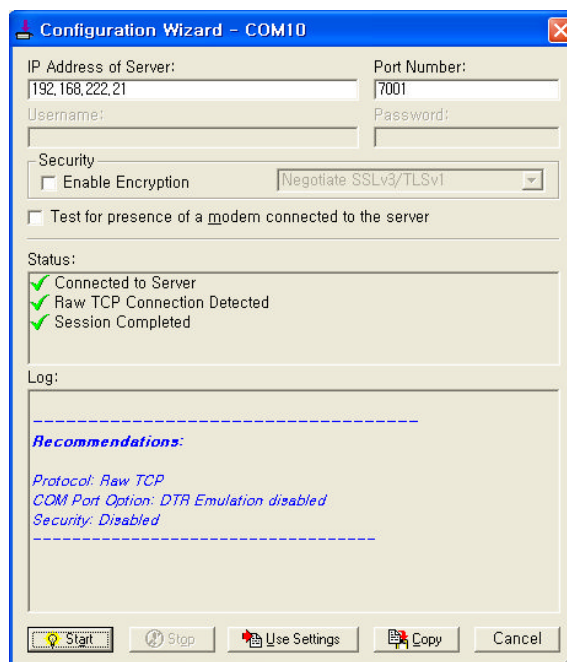 Configuration Wizard - COM10
IP Address of Server: Port Number:
192,168,222,21 7001
Username: Password:
Security
Enable Encryption Negotiate SSLv3/TLSv1
Test for presence of a modem connected to the server
Status:
Connected to Server
Raw TCP Connection Detected
Session Completed
Log:
------------------------------------
Recommendations:
Protocol: Raw TCP
COM Port Option: DTR Emulation disabled
Security: Disabled
------------------------------------
Start Stop Use Settings Copy Cancel